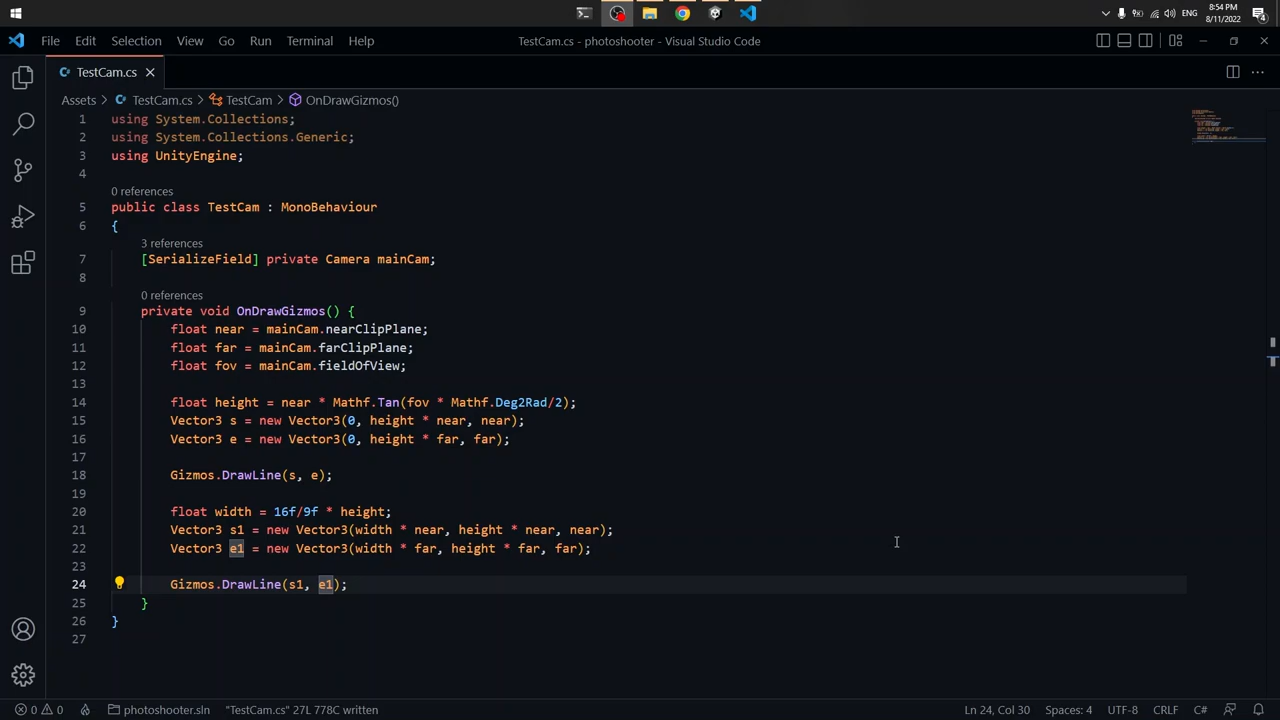 8:54 PM
ENG
8/11/2022
4
File Edit Selection View Go Run Terminal Help
TestCam.cs - photoshooter - Visual Studio Code
TestCam.cs
Assets > TestCam.cs > TestCam > OnDrawGizmos()
1 using System.Collections;
2 using System.Collections.Generic;
3 using UnityEngine;
4
0 references
5 public class TestCam : MonoBehaviour
6 {
3 references
7 [SerializeField] private Camera mainCam;
8
0 references
9 private void OnDrawGizmos() {
10 float near = mainCam.nearClipPlane;
11 float far = mainCam.farClipPlane;
12 float fov = mainCam.fieldOfView;
13
14 float height = near * Mathf.Tan(fov * Mathf.Deg2Rad/2);
15 Vector3 s = new Vector3(0, height * near, near);
16 Vector3 e = new Vector3(0, height * far, far);
17
18 Gizmos.DrawLine(s, e);
19
20 float width = 16f/9f * height;
21 Vector3 s1 = new Vector3(width * near, height * near, near);
22 Vector3 e1 = new Vector3(width * far, height * far, far);
23
24 Gizmos.DrawLine(s1, e1);
25 }
26 }
27
0 0 photoshooter.sln "TestCam.cs" 27L 778C written Ln 24, Col 30 Spaces: 4 UTF-8 CRLF C#